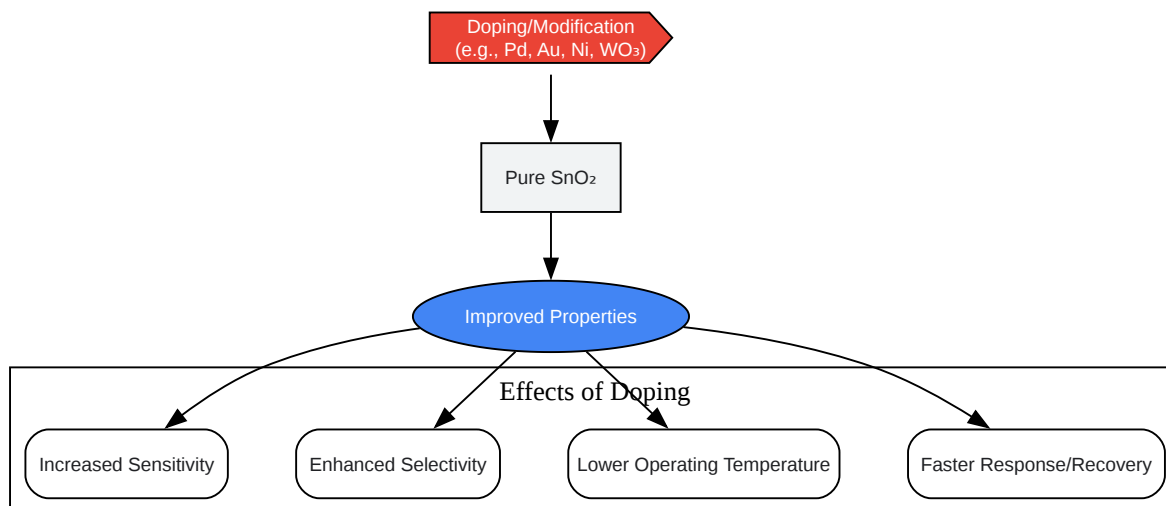 Doping/Modification
(e.g., Pd, Au, Ni, WO₃)
Pure SnO₂
Improved Properties
Effects of Doping
Increased Sensitivity
Enhanced Selectivity
Lower Operating Temperature
Faster Response/Recovery